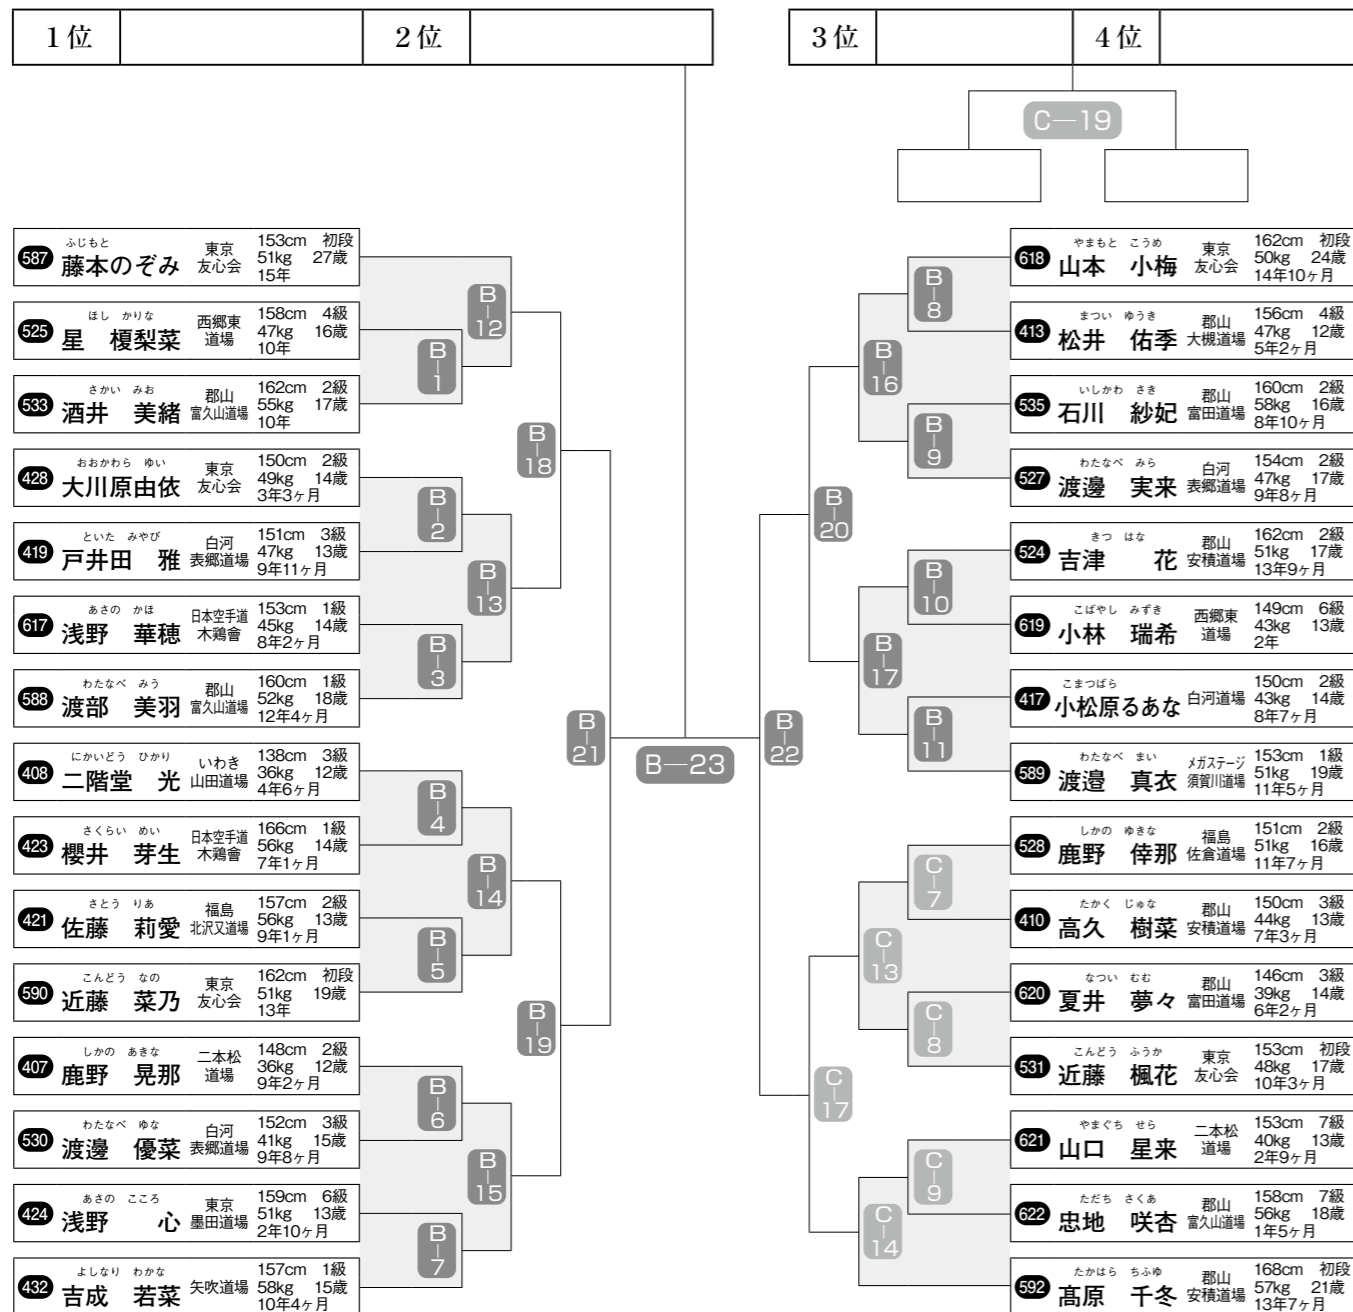 1位 2位 3位 4位
C―19
587 ふじもと 藤本のぞみ 東京 友心会 153cm 初段 51kg 27歳 15年
525 ほし かりな 星 榎梨菜 西郷東 道場 158cm 4級 47kg 16歳 10年
533 さかい みお 酒井 美緒 郡山 富久山道場 162cm 2級 55kg 17歳 10年
428 おおかわら ゆい 大川原由依 東京 友心会 150cm 2級 49kg 14歳 3年3ヶ月
419 といた みやび 戸井田 雅 白河 表郷道場 151cm 3級 47kg 13歳 9年11ヶ月
617 あさの かほ 浅野 華穂 日本空手道 木鶏會 153cm 1級 45kg 14歳 8年2ヶ月
588 わたなべ みう 渡部 美羽 郡山 富久山道場 160cm 1級 52kg 18歳 12年4ヶ月
408 にかいどう ひかり 二階堂 光 いわき 山田道場 138cm 3級 36kg 12歳 4年6ヶ月
423 さくらい めい 櫻井 芽生 日本空手道 木鶏會 166cm 1級 56kg 14歳 7年1ヶ月
421 さとう りあ 佐藤 莉愛 福島 北沢又道場 157cm 2級 56kg 13歳 9年1ヶ月
590 こんどう なの 近藤 菜乃 東京 友心会 162cm 初段 51kg 19歳 13年
407 しかの あきな 鹿野 晃那 二本松 道場 148cm 2級 36kg 12歳 9年2ヶ月
530 わたなべ ゆな 渡邊 優菜 白河 表郷道場 152cm 3級 41kg 15歳 9年8ヶ月
424 あさの こころ 浅野 心 東京 墨田道場 159cm 6級 51kg 13歳 2年10ヶ月
432 よしなり わかな 吉成 若菜 矢吹道場 157cm 1級 58kg 15歳 10年4ヶ月
B―12
B―1
B―18
B―2
B―13
B―3
B―21
B―4
B―14
B―5
B―19
B―6
B―15
B―7
B―23
B―22
B―8
B―16
B―9
B―20
B―10
B―17
B―11
C―7
C―13
C―8
C―17
C―9
C―14
618 やまもと こうめ 山本 小梅 東京 友心会 162cm 初段 50kg 24歳 14年10ヶ月
413 まつい ゆうき 松井 佑季 郡山 大槻道場 156cm 4級 47kg 12歳 5年2ヶ月
535 いしかわ さき 石川 紗妃 郡山 富田道場 160cm 2級 58kg 16歳 8年10ヶ月
527 わたなべ みら 渡邊 実来 白河 表郷道場 154cm 2級 47kg 17歳 9年8ヶ月
524 きつ はな 吉津 花 郡山 安積道場 162cm 2級 51kg 17歳 13年9ヶ月
619 こばやし みずき 小林 瑞希 西郷東 道場 149cm 6級 43kg 13歳 2年
417 こまつばら 小松原るあな 白河道場 150cm 2級 43kg 14歳 8年7ヶ月
589 わたなべ まい 渡邉 真衣 メガステージ 須賀川道場 153cm 1級 51kg 19歳 11年5ヶ月
528 しかの ゆきな 鹿野 倖那 福島 佐倉道場 151cm 2級 51kg 16歳 11年7ヶ月
410 たかく じゅな 高久 樹菜 郡山 安積道場 150cm 3級 44kg 13歳 7年3ヶ月
620 なつい むむ 夏井 夢々 郡山 富田道場 146cm 3級 39kg 14歳 6年2ヶ月
531 こんどう ふうか 近藤 楓花 東京 友心会 153cm 初段 48kg 17歳 10年3ヶ月
621 やまぐち せら 山口 星来 二本松 道場 153cm 7級 40kg 13歳 2年9ヶ月
622 ただち さくあ 忠地 咲杏 郡山 富久山道場 158cm 7級 56kg 18歳 1年5ヶ月
592 たかはら ちふゆ 髙原 千冬 郡山 安積道場 168cm 初段 57kg 21歳 13年7ヶ月